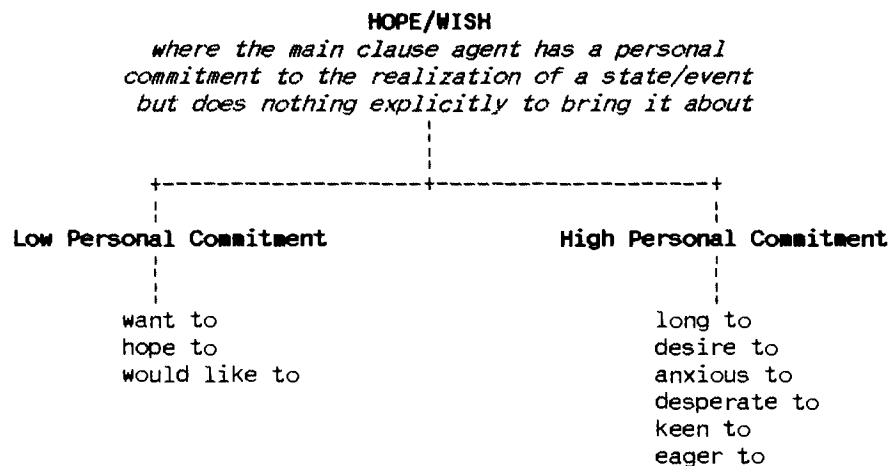 HOPE/WISH
where the main clause agent has a personal
commitment to the realization of a state/event
but does nothing explicitly to bring it about
Low Personal Commitment
High Personal Commitment
want to
hope to
would like to
long to
desire to
anxious to
desperate to
keen to
eager to